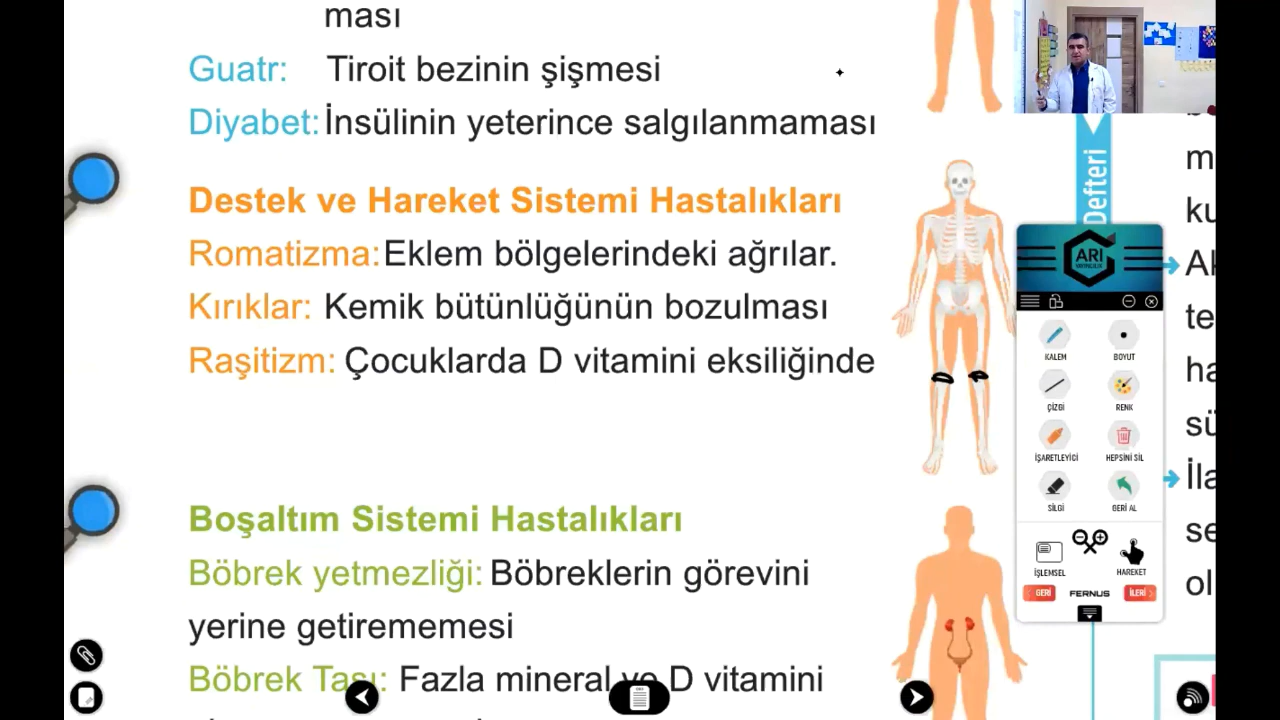 ması
Guatr: Tiroit bezinin şişmesi
Diyabet: İnsülinin yeterince salgılanmaması
Destek ve Hareket Sistemi Hastalıkları
Romatizma: Eklem bölgelerindeki ağrılar.
Kırıklar: Kemik bütünlüğünün bozulması
Raşitizm: Çocuklarda D vitamini eksiliğinde
Boşaltım Sistemi Hastalıkları
Böbrek yetmezliği: Böbreklerin görevini
yerine getirememesi
Böbrek Taşı: Fazla mineral ve D vitamini
Defteri
ARI
KALEM
BOYUT
ÇİZGİ
RENK
İŞARETLEYİCİ
HEPSİNİ SİL
SİLGİ
GERİ AL
İŞLEMSEL
HAREKET
GERİ
FERNUS
İLERİ
m
ku
Ak
te
ha
sü
İla
se
ol